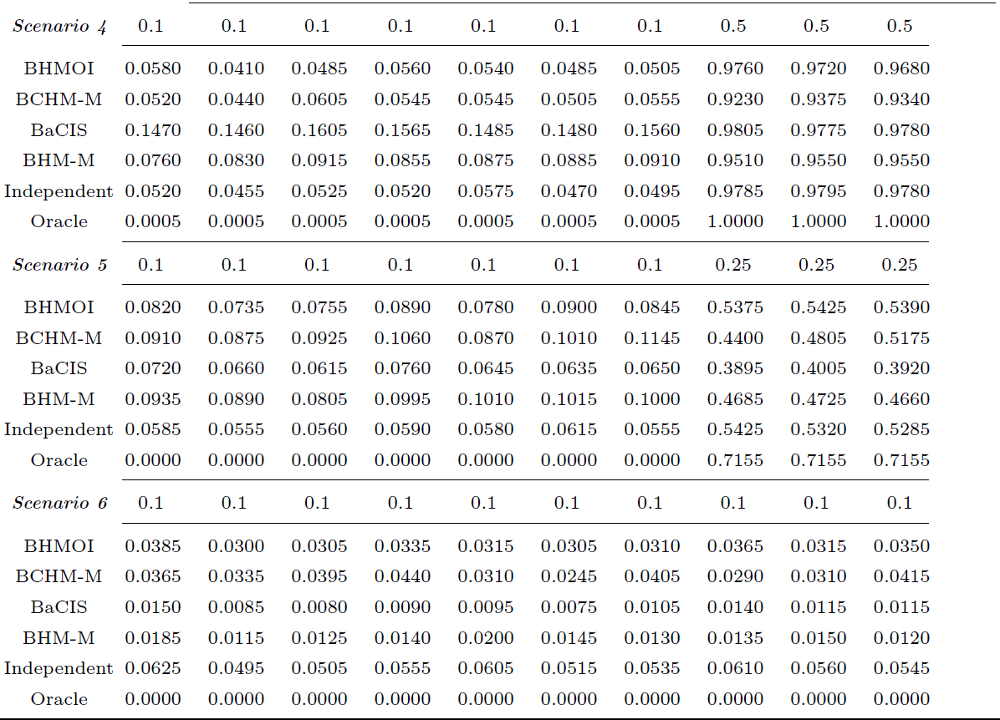 Scenario 4 0.1 0.1 0.1 0.1 0.1 0.1 0.1 0.5 0.5 0.5
BHMOI 0.0580 0.0410 0.0485 0.0560 0.0540 0.0485 0.0505 0.9760 0.9720 0.9680
BCHM-M 0.0520 0.0440 0.0605 0.0545 0.0545 0.0505 0.0555 0.9230 0.9375 0.9340
BaCIS 0.1470 0.1460 0.1605 0.1565 0.1485 0.1480 0.1560 0.9805 0.9775 0.9780
BHM-M 0.0760 0.0830 0.0915 0.0855 0.0875 0.0885 0.0910 0.9510 0.9550 0.9550
Independent 0.0520 0.0455 0.0525 0.0520 0.0575 0.0470 0.0495 0.9785 0.9795 0.9780
Oracle 0.0005 0.0005 0.0005 0.0005 0.0005 0.0005 0.0005 1.0000 1.0000 1.0000
Scenario 5 0.1 0.1 0.1 0.1 0.1 0.1 0.1 0.25 0.25 0.25
BHMOI 0.0820 0.0735 0.0755 0.0890 0.0780 0.0900 0.0845 0.5375 0.5425 0.5390
BCHM-M 0.0910 0.0875 0.0925 0.1060 0.0870 0.1010 0.1145 0.4400 0.4805 0.5175
BaCIS 0.0720 0.0660 0.0615 0.0760 0.0645 0.0635 0.0650 0.3895 0.4005 0.3920
BHM-M 0.0935 0.0890 0.0805 0.0995 0.1010 0.1015 0.1000 0.4685 0.4725 0.4660
Independent 0.0585 0.0555 0.0560 0.0590 0.0580 0.0615 0.0555 0.5425 0.5320 0.5285
Oracle 0.0000 0.0000 0.0000 0.0000 0.0000 0.0000 0.0000 0.7155 0.7155 0.7155
Scenario 6 0.1 0.1 0.1 0.1 0.1 0.1 0.1 0.1 0.1 0.1
BHMOI 0.0385 0.0300 0.0305 0.0335 0.0315 0.0305 0.0310 0.0365 0.0315 0.0350
BCHM-M 0.0365 0.0335 0.0395 0.0440 0.0310 0.0245 0.0405 0.0290 0.0310 0.0415
BaCIS 0.0150 0.0085 0.0080 0.0090 0.0095 0.0075 0.0105 0.0140 0.0115 0.0115
BHM-M 0.0185 0.0115 0.0125 0.0140 0.0200 0.0145 0.0130 0.0135 0.0150 0.0120
Independent 0.0625 0.0495 0.0505 0.0555 0.0605 0.0515 0.0535 0.0610 0.0560 0.0545
Oracle 0.0000 0.0000 0.0000 0.0000 0.0000 0.0000 0.0000 0.0000 0.0000 0.0000